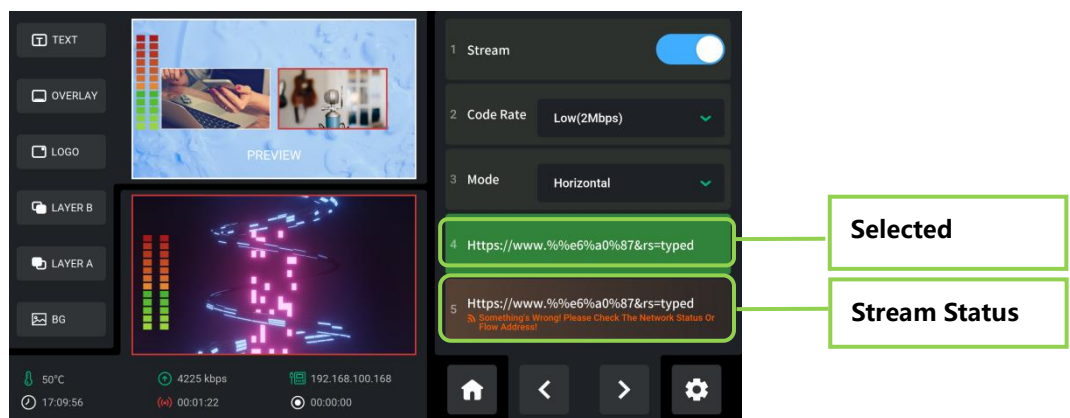 TEXT
OVERLAY
LOGO
LAYER B
LAYER A
BG
PREVIEW
50°C
4225 kbps
192.168.100.168
17:09:56
00:01:22
00:00:00
1 Stream
2 Code Rate Low(2Mbps)
3 Mode Horizontal
4 Https://www.%%e6%a0%87&rs=typed
5 Https://www.%%e6%a0%87&rs=typed
Something's Wrong! Please Check The Network Status Or
Flow Address!
Selected
Stream Status